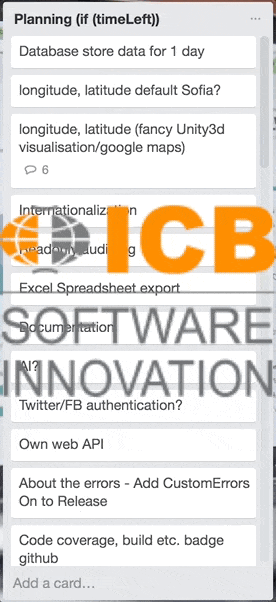 Planning (if (timeLeft))
Database store data for 1 day
longitude, latitude default Sofia?
longitude, latitude (fancy Unity3d
visualisation/google maps)
6
Internationalization
Readonly auditing
ICB
Excel Spreadsheet export
SOFTWARE
Documentation
AI?
INNOVATION
Twitter/FB authentication?
Own web API
About the errors - Add CustomErrors
On to Release
Code coverage, build etc. badge
github
Add a card…